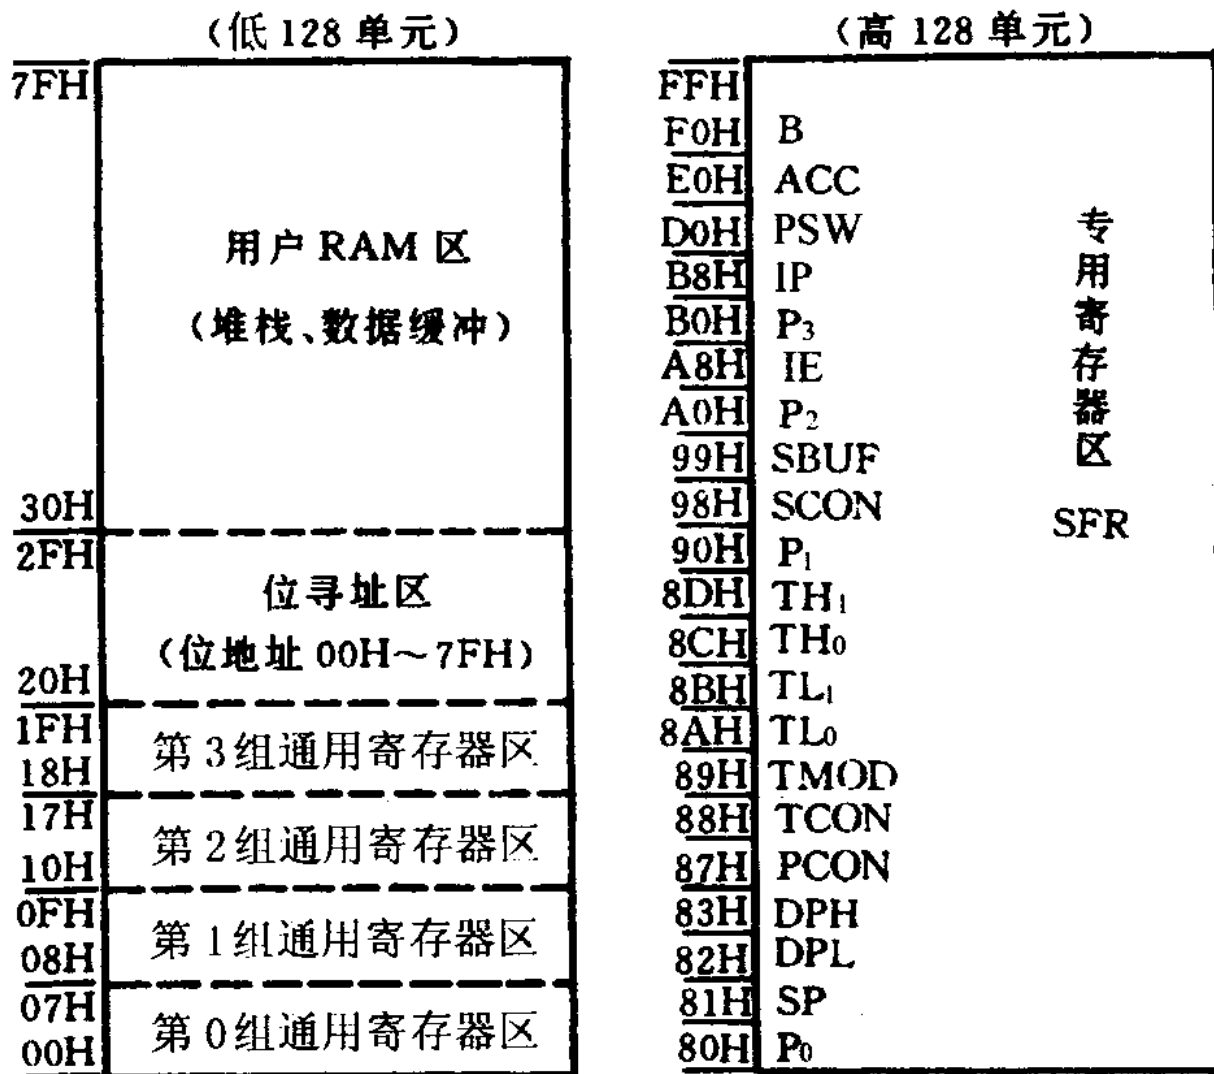 (低 128 单元)
7FH
用户 RAM 区
(堆栈、数据缓冲)
30H
2FH
位寻址区
(位地址 00H～7FH)
20H
1FH
第 3 组通用寄存器区
18H
17H
第 2 组通用寄存器区
10H
0FH
第 1 组通用寄存器区
08H
07H
第 0 组通用寄存器区
00H
(高 128 单元)
FFH
F0H B
E0H ACC
D0H PSW
B8H IP
B0H P₃
A8H IE
A0H P₂
99H SBUF
98H SCON
90H P₁
8DH TH₁
8CH TH₀
8BH TL₁
8AH TL₀
89H TMOD
88H TCON
87H PCON
83H DPH
82H DPL
81H SP
80H P₀
专用寄存器区
SFR